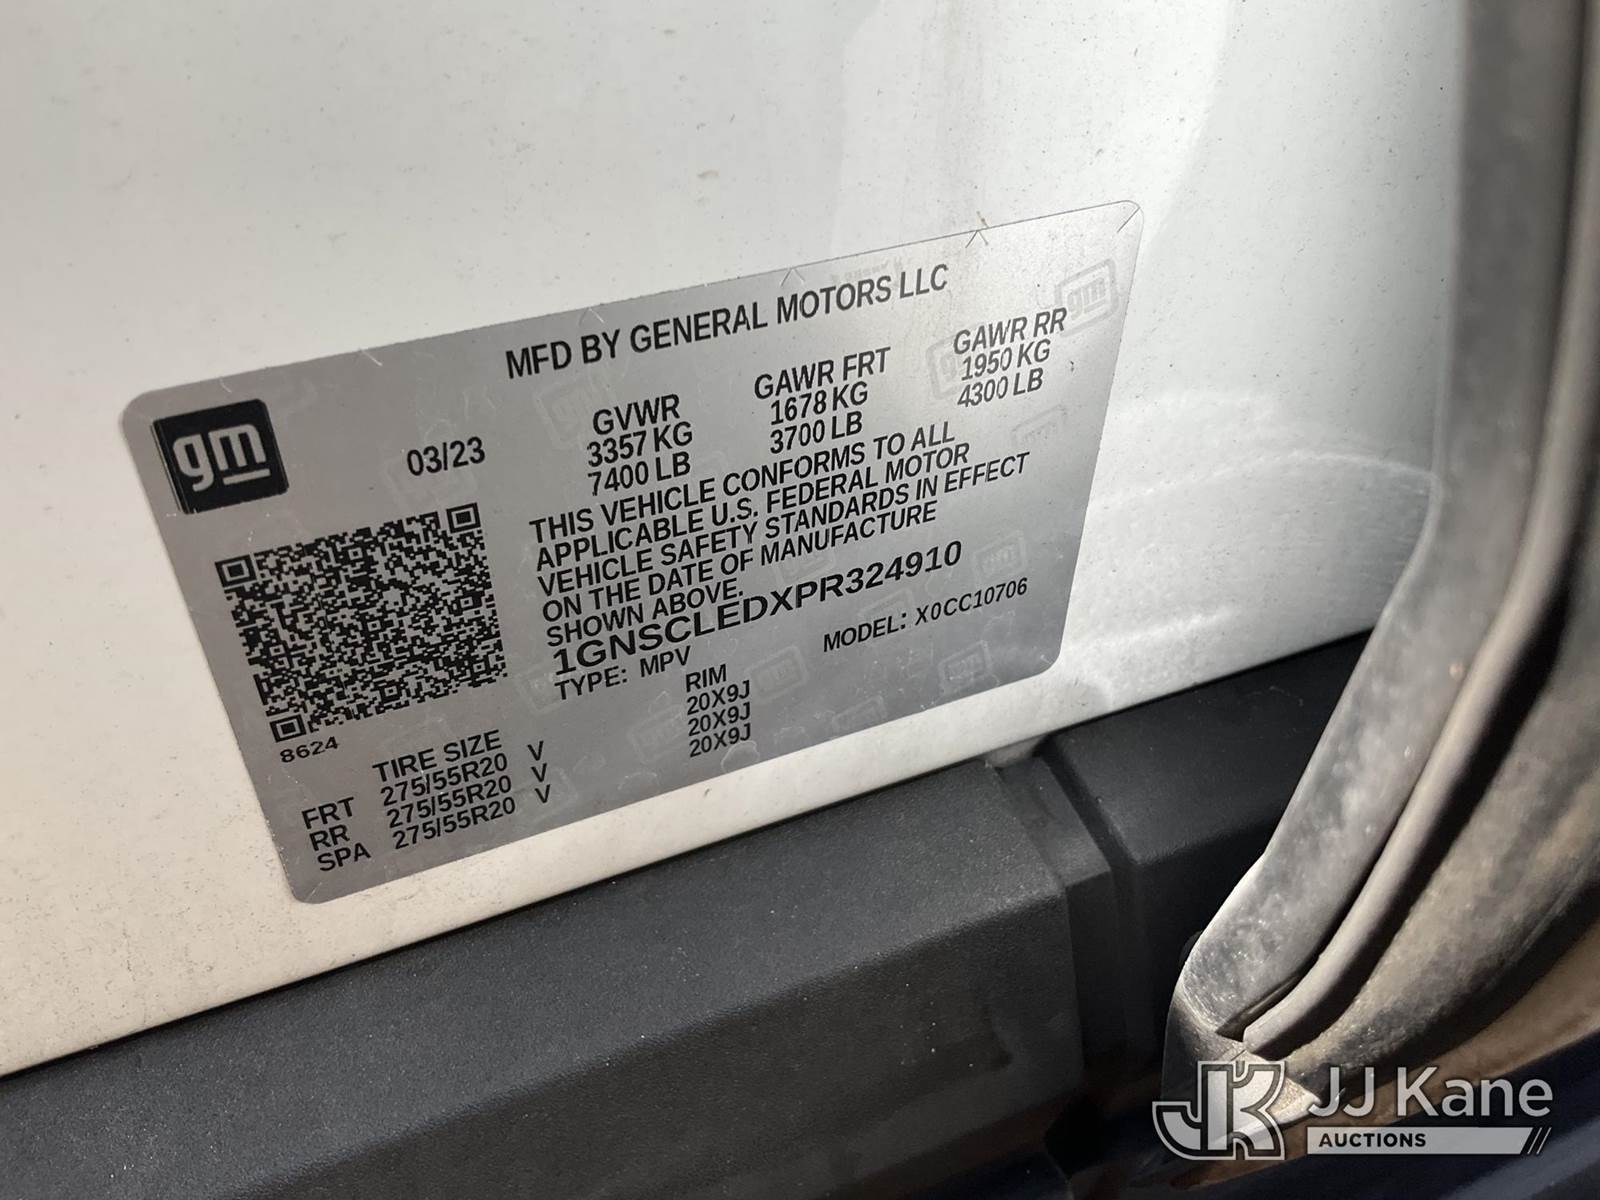 MFD BY GENERAL MOTORS LLC
gm
03/23
GVWR GAWR FRT GAWR RR
3357 KG 1678 KG 1950 KG
7400 LB 3700 LB 4300 LB
THIS VEHICLE CONFORMS TO ALL
APPLICABLE U.S. FEDERAL MOTOR
VEHICLE SAFETY STANDARDS IN EFFECT
ON THE DATE OF MANUFACTURE
SHOWN ABOVE.
1GNSCLEDXPR324910
TYPE: MPV MODEL: X0CC10706
8624
TIRE SIZE RIM
FRT 275/55R20 V 20X9J
RR 275/55R20 V 20X9J
SPA 275/55R20 V 20X9J
JK JJ Kane
AUCTIONS